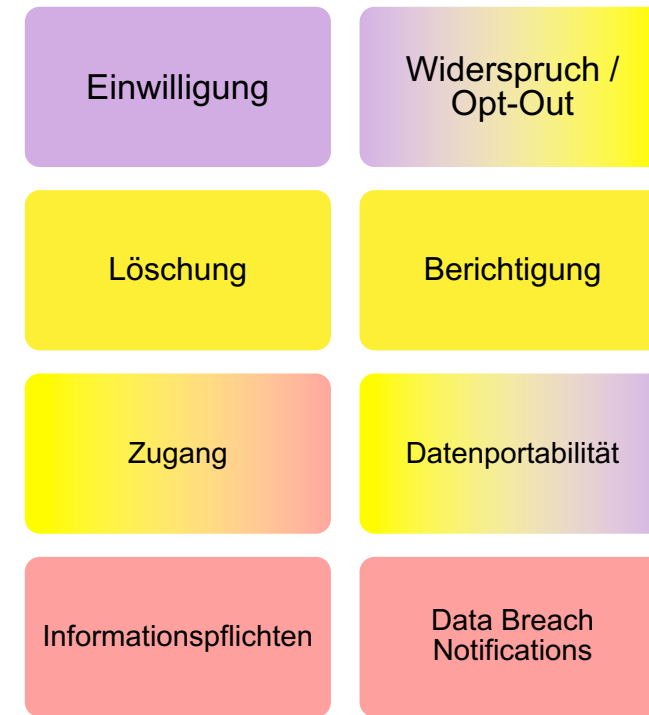 Einwilligung
Widerspruch /
Opt-Out
Löschung
Berichtigung
Zugang
Datenportabilität
Informationspflichten
Data Breach
Notifications